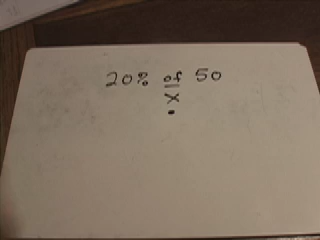 20% of 50
=
X
.